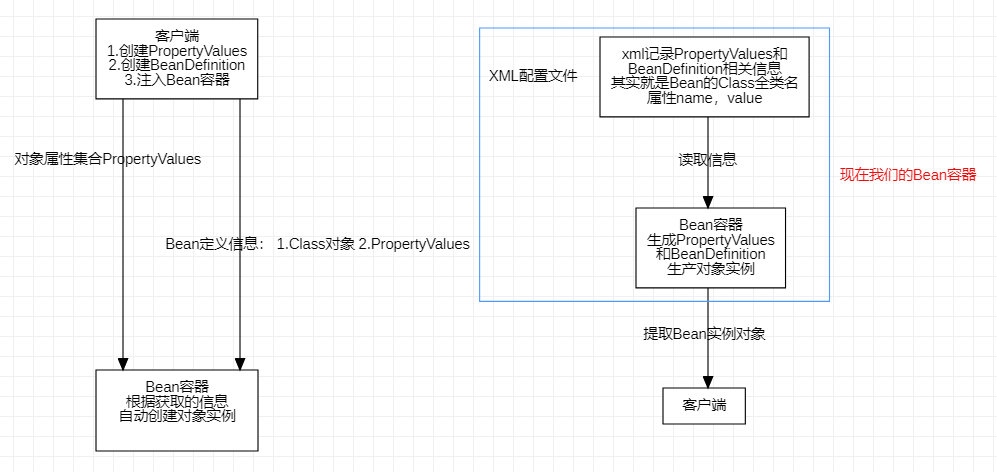 客户端
1.创建PropertyValues
2.创建BeanDefinition
3.注入Bean容器
对象属性集合PropertyValues
Bean定义信息： 1.Class对象 2.PropertyValues
Bean容器
根据获取的信息
自动创建对象实例
XML配置文件
xml记录PropertyValues和
BeanDefinition相关信息
其实就是Bean的Class全类名
属性name，value
读取信息
现在我们的Bean容器
Bean容器
生成PropertyValues
和BeanDefinition
生产对象实例
提取Bean实例对象
客户端